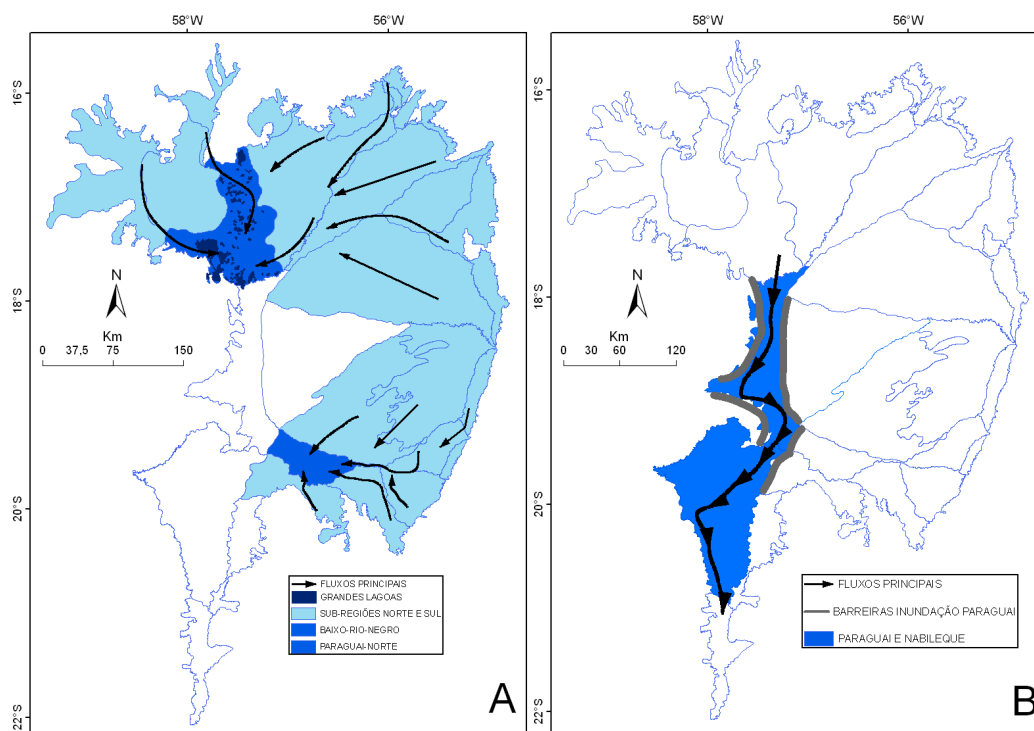 58°W 56°W
16°S
18°S
20°S
22°S
N
Km
0 37,5 75 150
FLUXOS PRINCIPAIS
GRANDES LAGOAS
SUB-REGIÕES NORTE E SUL
BAIXO-RIO-NEGRO
PARAGUAI-NORTE
A
58°W 56°W
16°S
18°S
20°S
22°S
N
Km
0 30 60 120
FLUXOS PRINCIPAIS
BARREIRAS INUNDAÇÃO PARAGUAI
PARAGUAI E NABILEQUE
B